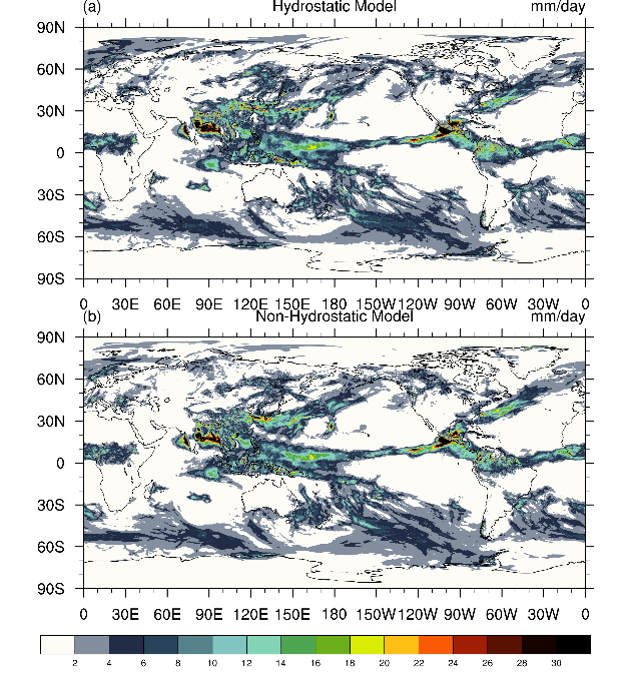 (a) Hydrostatic Model mm/day
90N
60N
30N
0
30S
60S
90S
0 30E 60E 90E 120E 150E 180 150W 120W 90W 60W 30W 0
(b) Non-Hydrostatic Model mm/day
90N
60N
30N
0
30S
60S
90S
0 30E 60E 90E 120E 150E 180 150W 120W 90W 60W 30W 0
2 4 6 8 10 12 14 16 18 20 22 24 26 28 30